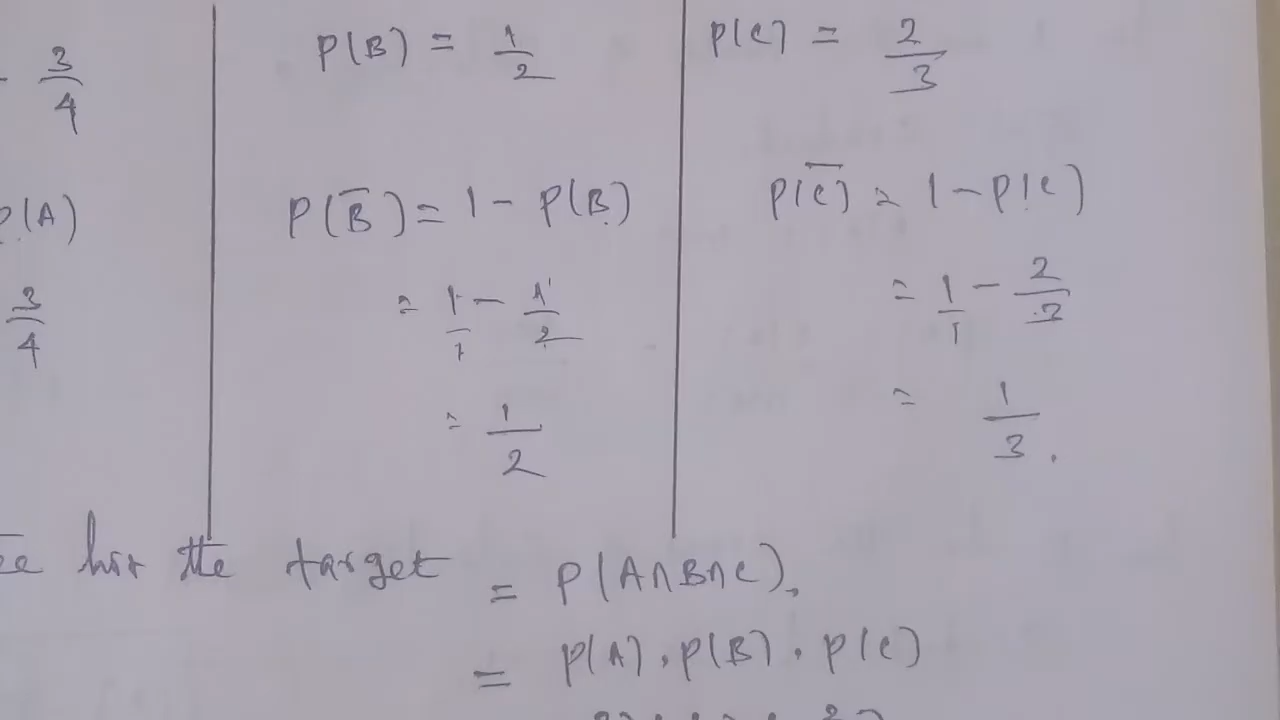 3/4
P(A)
3/4
P(B) = 1/2
P(B̅) = 1 - P(B)
= 1/1 - 1/2
= 1/2
P(C) = 2/3
P(C̅) = 1 - P(C)
= 1/1 - 2/3
= 1/3.
hit the target = P(A∩B∩C).
= P(A) . P(B) . P(C)